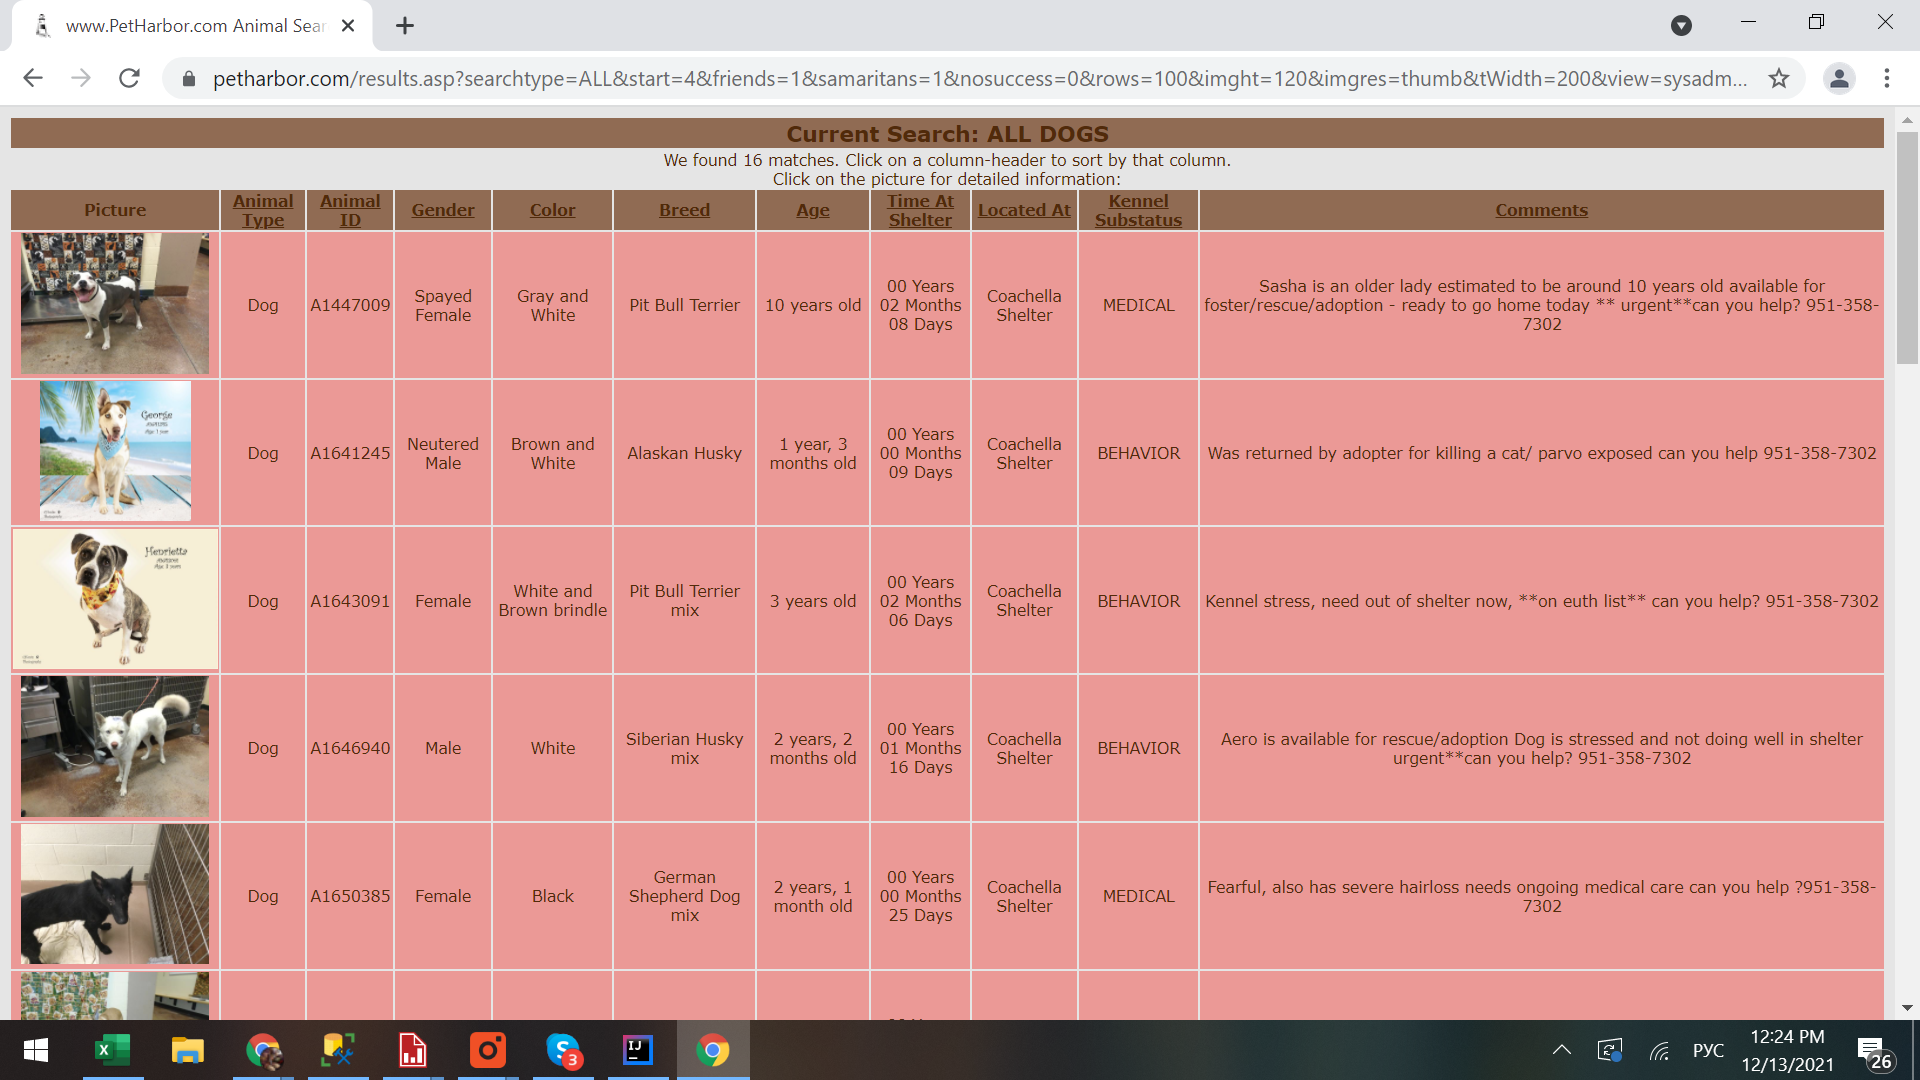 www.PetHarbor.com Animal Sear
petharbor.com/results.asp?searchtype=ALL&start=4&friends=1&samaritans=1&nosuccess=0&rows=100&imght=120&imgres=thumb&tWidth=200&view=sysadm...
Current Search: ALL DOGS
We found 16 matches. Click on a column-header to sort by that column.
Click on the picture for detailed information:
Picture
Animal
Type
Animal
ID
Gender
Color
Breed
Age
Time At
Shelter
Located At
Kennel
Substatus
Comments
Dog
A1447009
Spayed
Female
Gray and
White
Pit Bull Terrier
10 years old
00 Years
02 Months
08 Days
Coachella
Shelter
MEDICAL
Sasha is an older lady estimated to be around 10 years old available for
foster/rescue/adoption - ready to go home today ** urgent**can you help? 951-358-
7302
George
Dog
A1641245
Neutered
Male
Brown and
White
Alaskan Husky
1 year, 3
months old
00 Years
00 Months
09 Days
Coachella
Shelter
BEHAVIOR
Was returned by adopter for killing a cat/ parvo exposed can you help 951-358-7302
Henrietta
Dog
A1643091
Female
White and
Brown brindle
Pit Bull Terrier
mix
3 years old
00 Years
02 Months
06 Days
Coachella
Shelter
BEHAVIOR
Kennel stress, need out of shelter now, **on euth list** can you help? 951-358-7302
Dog
A1646940
Male
White
Siberian Husky
mix
2 years, 2
months old
00 Years
01 Months
16 Days
Coachella
Shelter
BEHAVIOR
Aero is available for rescue/adoption Dog is stressed and not doing well in shelter
urgent**can you help? 951-358-7302
Dog
A1650385
Female
Black
German
Shepherd Dog
mix
2 years, 1
month old
00 Years
00 Months
25 Days
Coachella
Shelter
MEDICAL
Fearful, also has severe hairloss needs ongoing medical care can you help ?951-358-
7302
3
IJ
РУС
12:24 PM
12/13/2021
26